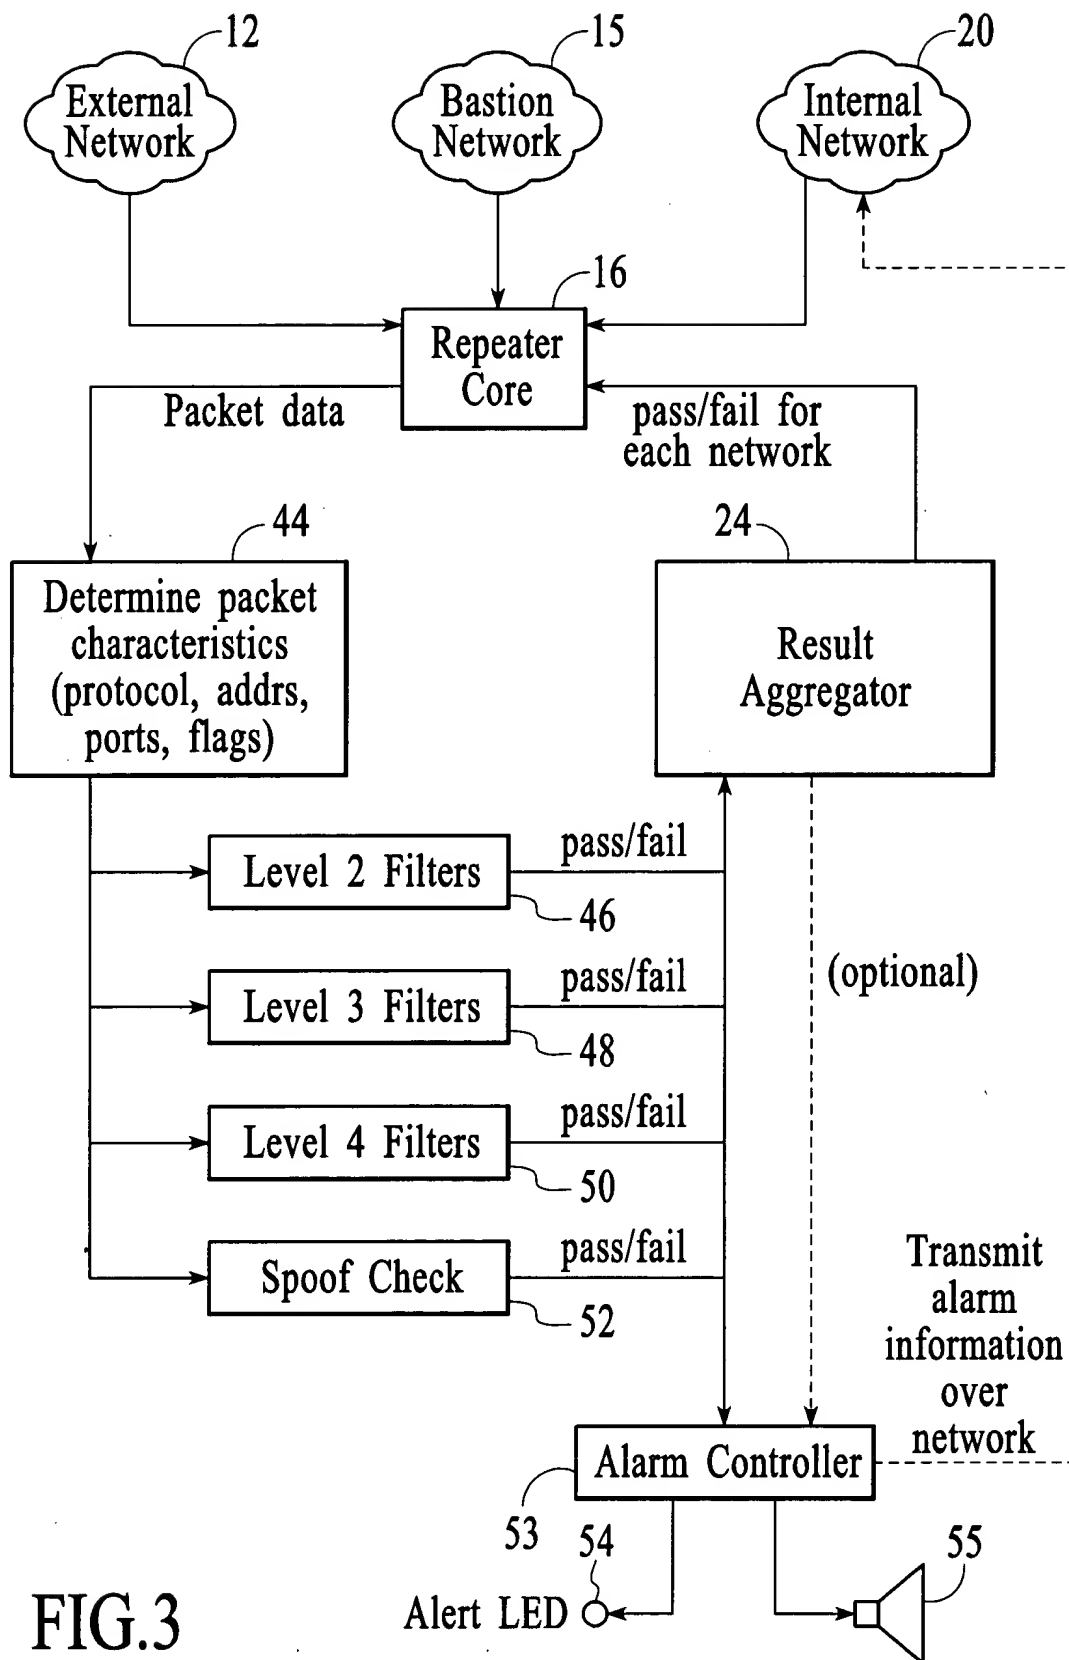 12
15
20
External
Network
Bastion
Network
Internal
Network
16
Repeater
Core
Packet data
pass/fail for
each network
44
24
Determine packet
characteristics
(protocol, addrs,
ports, flags)
Result
Aggregator
Level 2 Filters
pass/fail
46
Level 3 Filters
pass/fail
48
(optional)
Level 4 Filters
pass/fail
50
Spoof Check
pass/fail
52
Transmit
alarm
information
over
network
Alarm Controller
53
54
55
Alert LED
FIG.3